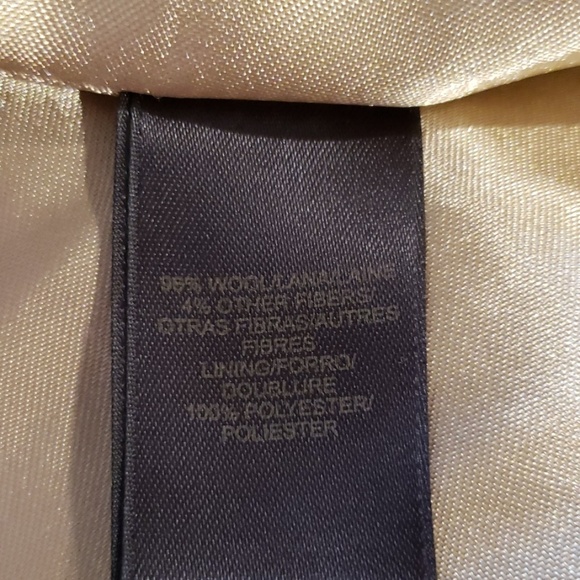 96% WOOL/LANA/LAINE
4% OTHER FIBERS/
OTRAS FIBRAS/AUTRES
FIBRES
LINING/FORRO/
DOUBLURE
100% POLYESTER/
POLIESTER